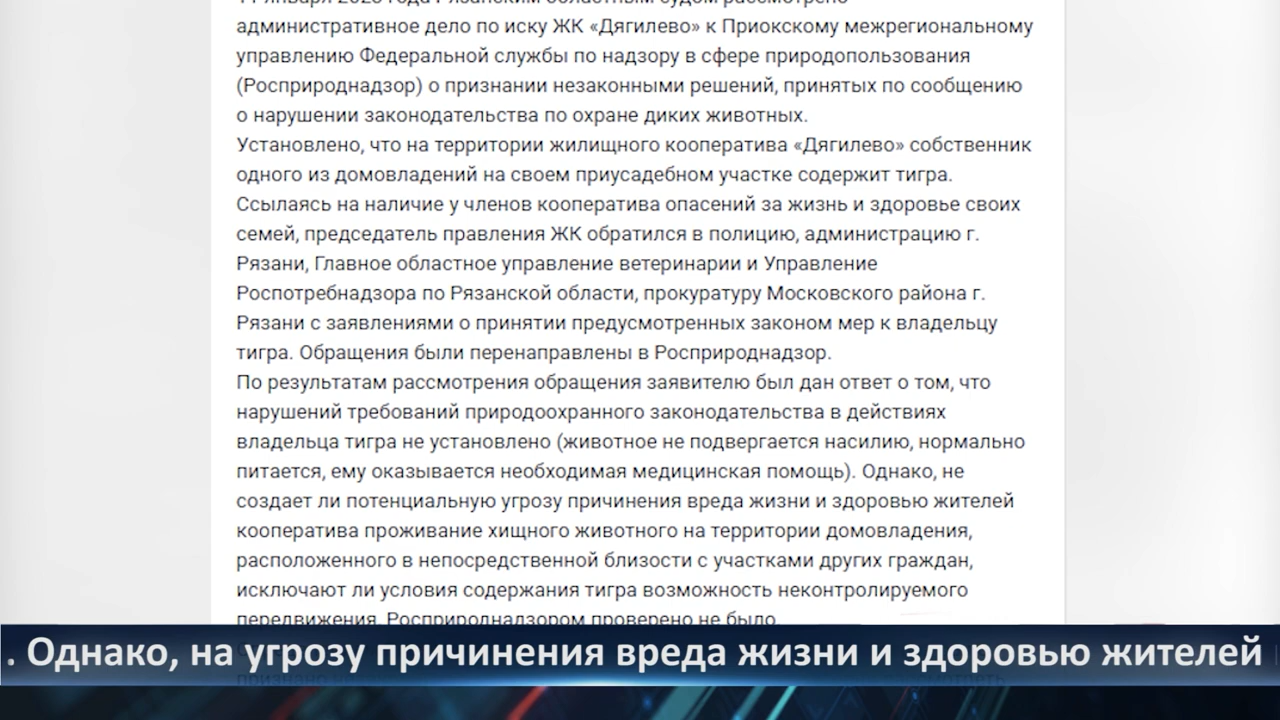 административное дело по иску ЖК «Дягилево» к Приокскому межрегиональному
управлению Федеральной службы по надзору в сфере природопользования
(Росприроднадзор) о признании незаконными решений, принятых по сообщению
о нарушении законодательства по охране диких животных.
Установлено, что на территории жилищного кооператива «Дягилево» собственник
одного из домовладений на своем приусадебном участке содержит тигра.
Ссылаясь на наличие у членов кооператива опасений за жизнь и здоровье своих
семей, председатель правления ЖК обратился в полицию, администрацию г.
Рязани, Главное областное управление ветеринарии и Управление
Роспотребнадзора по Рязанской области, прокуратуру Московского района г.
Рязани с заявлениями о принятии предусмотренных законом мер к владельцу
тигра. Обращения были перенаправлены в Росприроднадзор.
По результатам рассмотрения обращения заявителю был дан ответ о том, что
нарушений требований природоохранного законодательства в действиях
владельца тигра не установлено (животное не подвергается насилию, нормально
питается, ему оказывается необходимая медицинская помощь). Однако, не
создает ли потенциальную угрозу причинения вреда жизни и здоровью жителей
кооператива проживание хищного животного на территории домовладения,
расположенного в непосредственной близости с участками других граждан,
исключают ли условия содержания тигра возможность неконтролируемого
передвижения, Росприроднадзором проверено не было
. Однако, на угрозу причинения вреда жизни и здоровью жителей